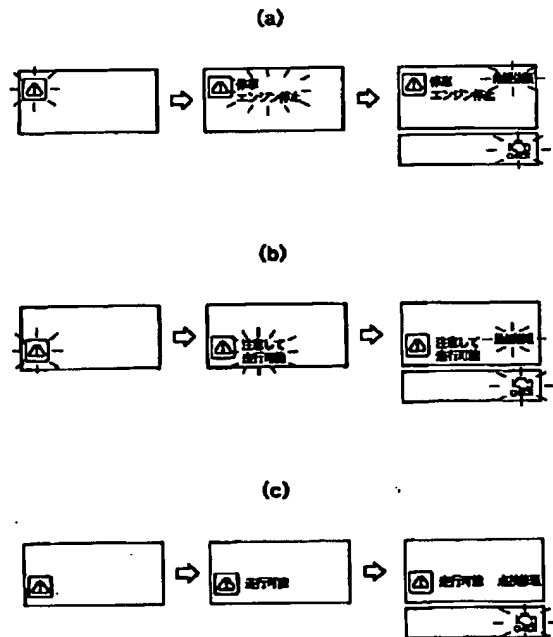 (a)
停車
エンジン停止
停車
エンジン停止
(b)
注意して
走行可能
注意して
走行可能
(c)
走行可能
走行可能 点検修理